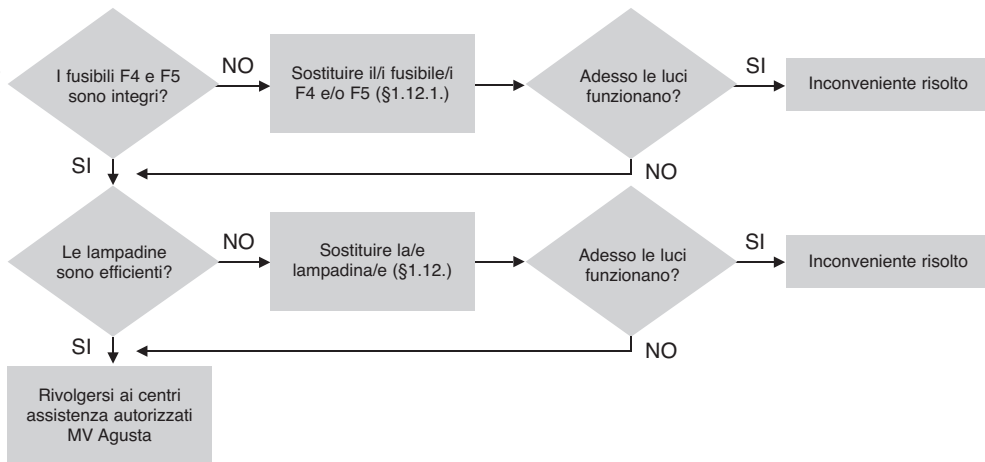 I fusibili F4 e F5
sono integri?
NO
Sostituire il/i fusibile/i
F4 e/o F5 (§1.12.1.)
Adesso le luci
funzionano?
SI
Inconveniente risolto
SI
NO
Le lampadine
sono efficienti?
NO
Sostituire la/e
lampadina/e (§1.12.)
Adesso le luci
funzionano?
SI
Inconveniente risolto
SI
NO
Rivolgersi ai centri
assistenza autorizzati
MV Agusta